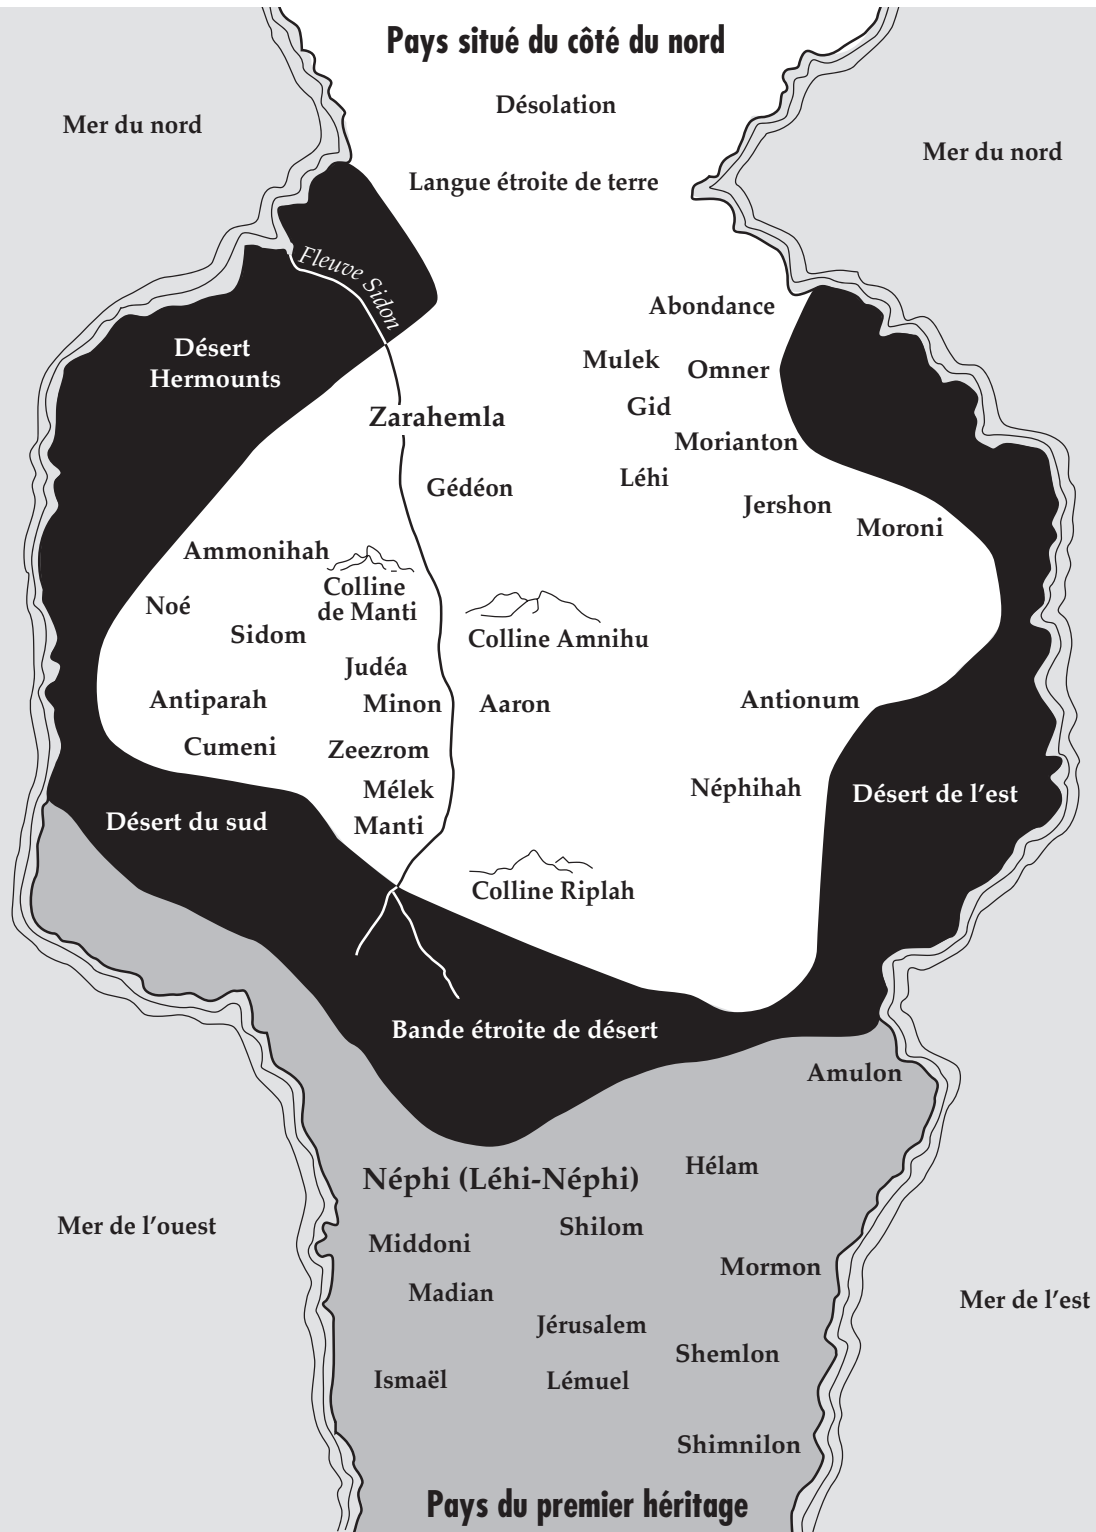 Pays situé du côté du nord
Désolation
Mer du nord
Mer du nord
Langue étroite de terre
Fleuve Sidon
Abondance
Désert
Hermounts
Mulek
Omner
Gid
Zarahemla
Morianton
Léhi
Gédéon
Jershon
Moroni
Ammonihah
Colline
de Manti
Noé
Sidom
Colline Amnihu
Judéa
Antiparah
Minon
Aaron
Antionum
Cumeni
Zeezrom
Mélek
Néphihah
Désert de l’est
Désert du sud
Manti
Colline Riplah
Bande étroite de désert
Amulon
Néphi (Léhi-Néphi)
Hélam
Mer de l’ouest
Shilom
Middoni
Mormon
Madian
Mer de l’est
Jérusalem
Shemlon
Ismaël
Lémuel
Shimnilon
Pays du premier héritage